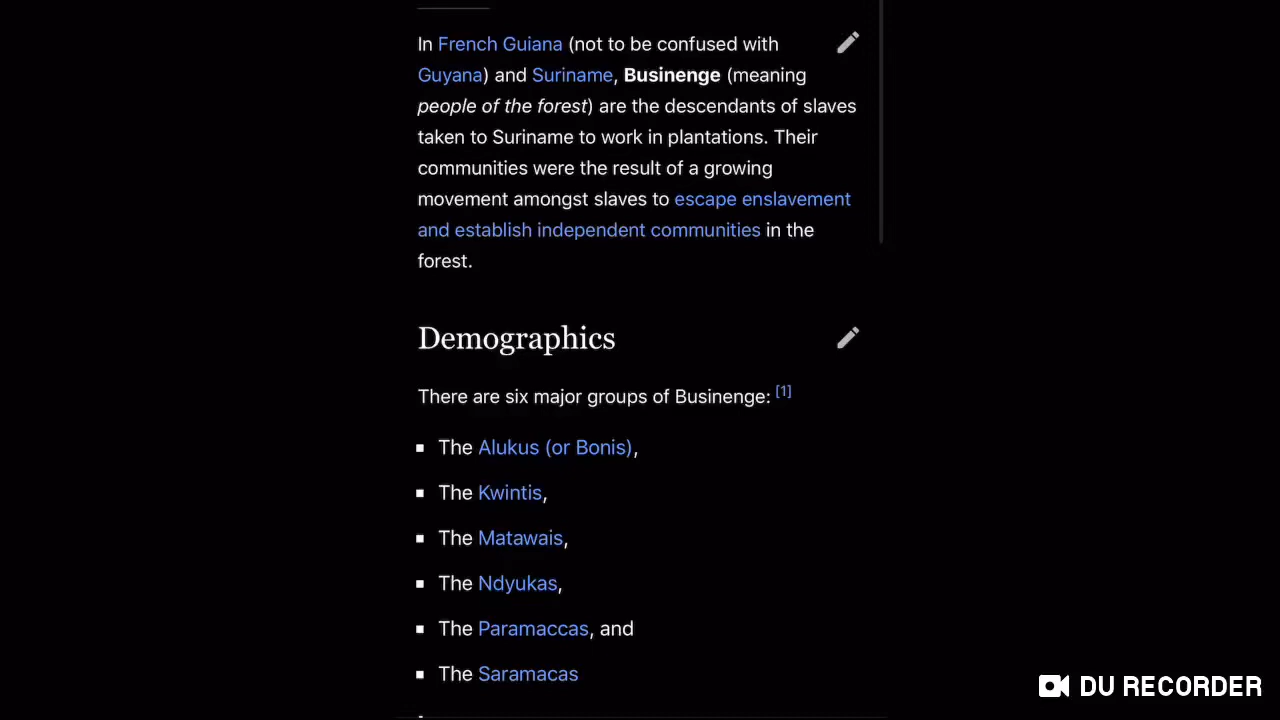 In French Guiana (not to be confused with
Guyana) and Suriname, Businenge (meaning
people of the forest) are the descendants of slaves
taken to Suriname to work in plantations. Their
communities were the result of a growing
movement amongst slaves to escape enslavement
and establish independent communities in the
forest.
Demographics
There are six major groups of Businenge: [1]
The Alukus (or Bonis),
The Kwintis,
The Matawais,
The Ndyukas,
The Paramaccas, and
The Saramacas
DU RECORDER